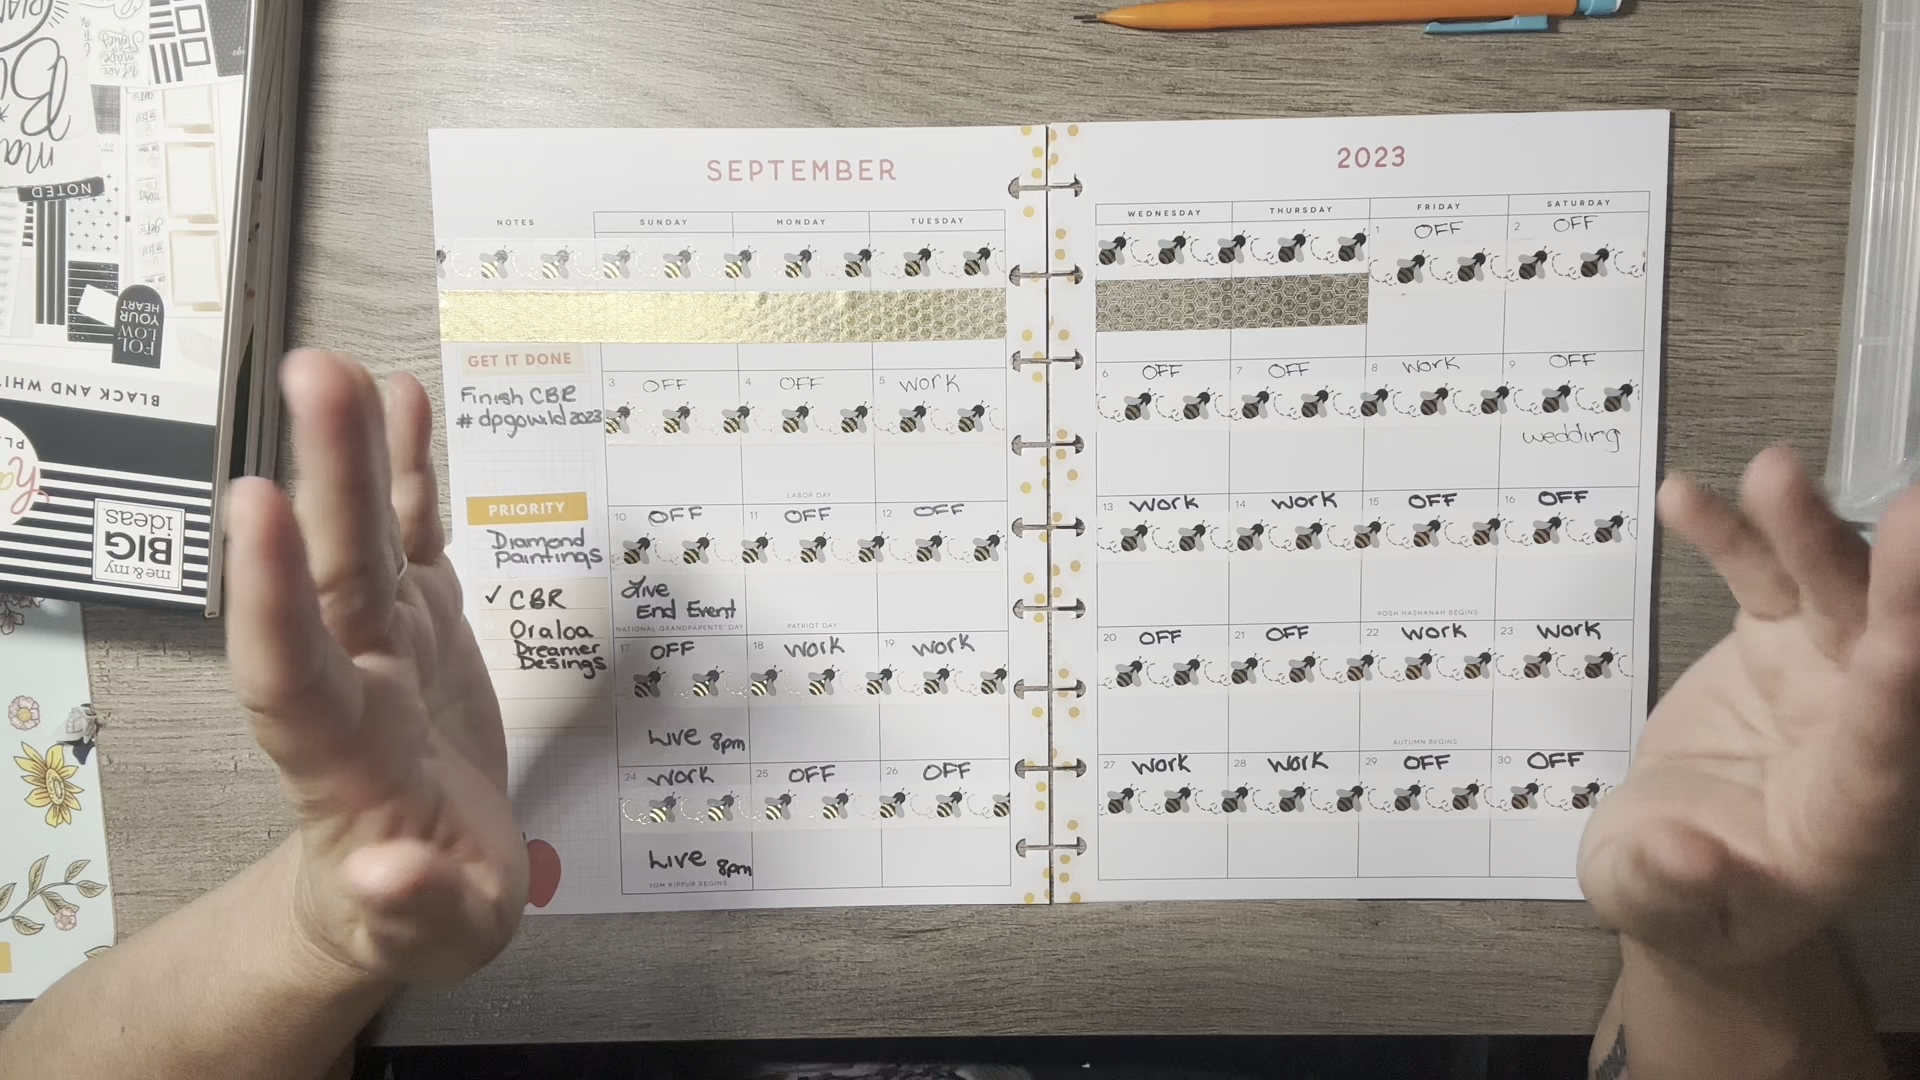 SEPTEMBER
2023
NOTES
SUNDAY
MONDAY
TUESDAY
WEDNESDAY
THURSDAY
FRIDAY
SATURDAY
1 OFF
2 OFF
GET IT DONE
Finish CBR
# dpgowild2023
3 OFF
4 OFF
5 WORK
6 OFF
7 OFF
8 WORK
9 OFF
wedding
LABOR DAY
PRIORITY
Diamond
Paintings
✓ CBR
Oraloa
Dreamer
Desings
10 OFF
11 OFF
12 OFF
13 WORK
14 WORK
15 OFF
16 OFF
Live
End Event
NATIONAL GRANDPARENTS' DAY
PATRIOT DAY
ROSH HASHANAH BEGINS
17 OFF
18 WORK
19 WORK
20 OFF
21 OFF
22 WORK
23 WORK
Live 8pm
AUTUMN BEGINS
24 WORK
25 OFF
26 OFF
27 WORK
28 WORK
29 OFF
30 OFF
Live 8pm
YOM KIPPUR BEGINS
NOTED
FOL
LOW
YOUR
HEART
BLACK AND WHI
me & my
BIG
ideas